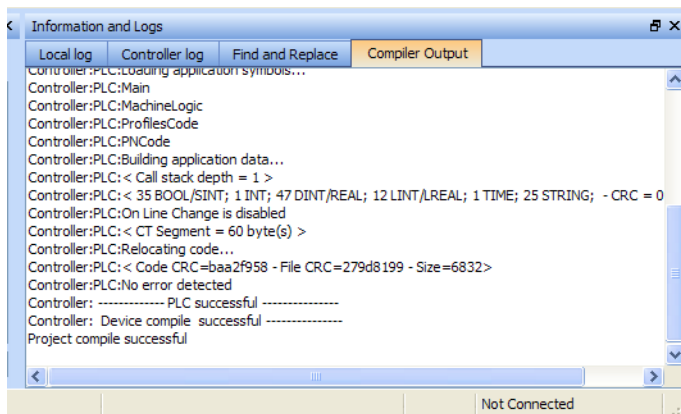 Information and Logs
Local log Controller log Find and Replace Compiler Output
Controller:PLC:Loading application symbols...
Controller:PLC:Main
Controller:PLC:MachineLogic
Controller:PLC:ProfilesCode
Controller:PLC:PNCode
Controller:PLC:Building application data...
Controller:PLC:< Call stack depth = 1 >
Controller:PLC:< 35 BOOL/SINT; 1 INT; 47 DINT/REAL; 12 LINT/LREAL; 1 TIME; 25 STRING;  - CRC = 0
Controller:PLC:On Line Change is disabled
Controller:PLC:< CT Segment = 60 byte(s) >
Controller:PLC:Relocating code...
Controller:PLC:< Code CRC=baa2f958 - File CRC=279d8199 - Size=6832>
Controller:PLC:No error detected
Controller: ------------- PLC successful ---------------
Controller:  Device compile  successful ---------------
Project compile successful
Not Connected